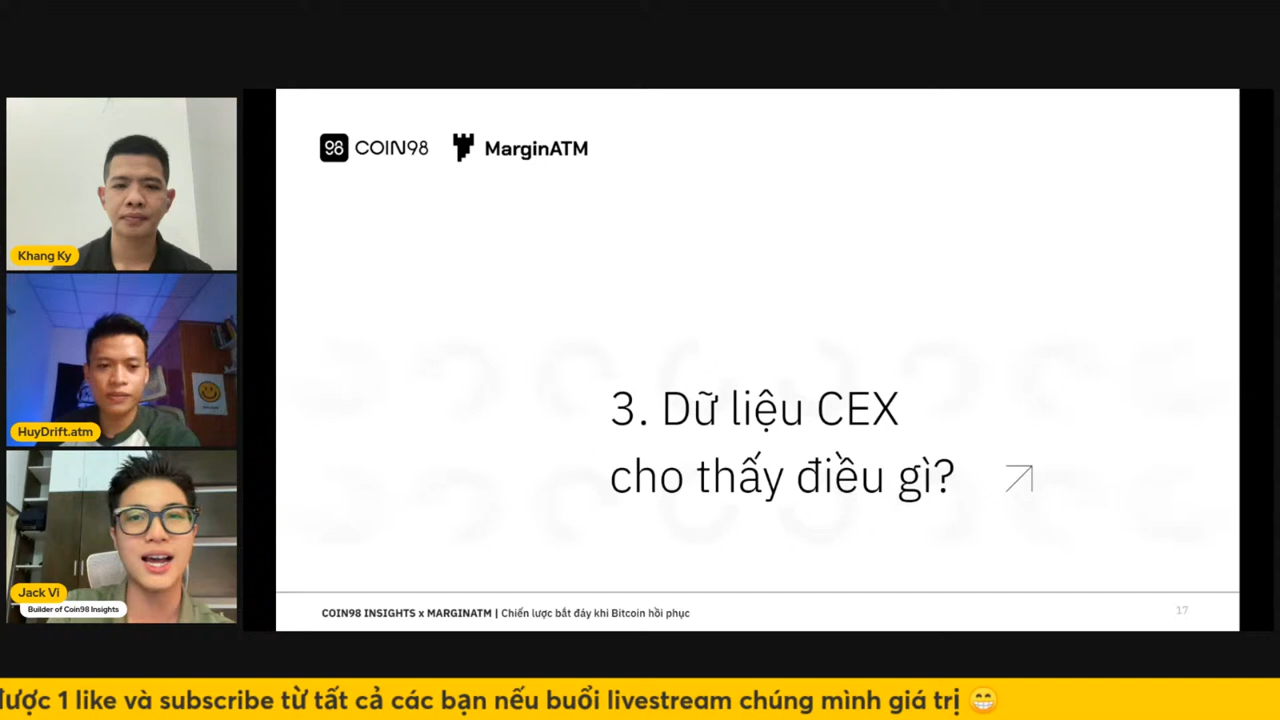 98 COIN98 MarginATM
Khang Ky
HuyDrift.atm
Jack Vi
Builder of Coin98 Insights
3. Dữ liệu CEX
cho thấy điều gì?
COIN98 INSIGHTS x MARGINATM | Chiến lược bắt đáy khi Bitcoin hồi phục
17
được 1 like và subscribe từ tất cả các bạn nếu buổi livestream chúng mình giá trị 😁